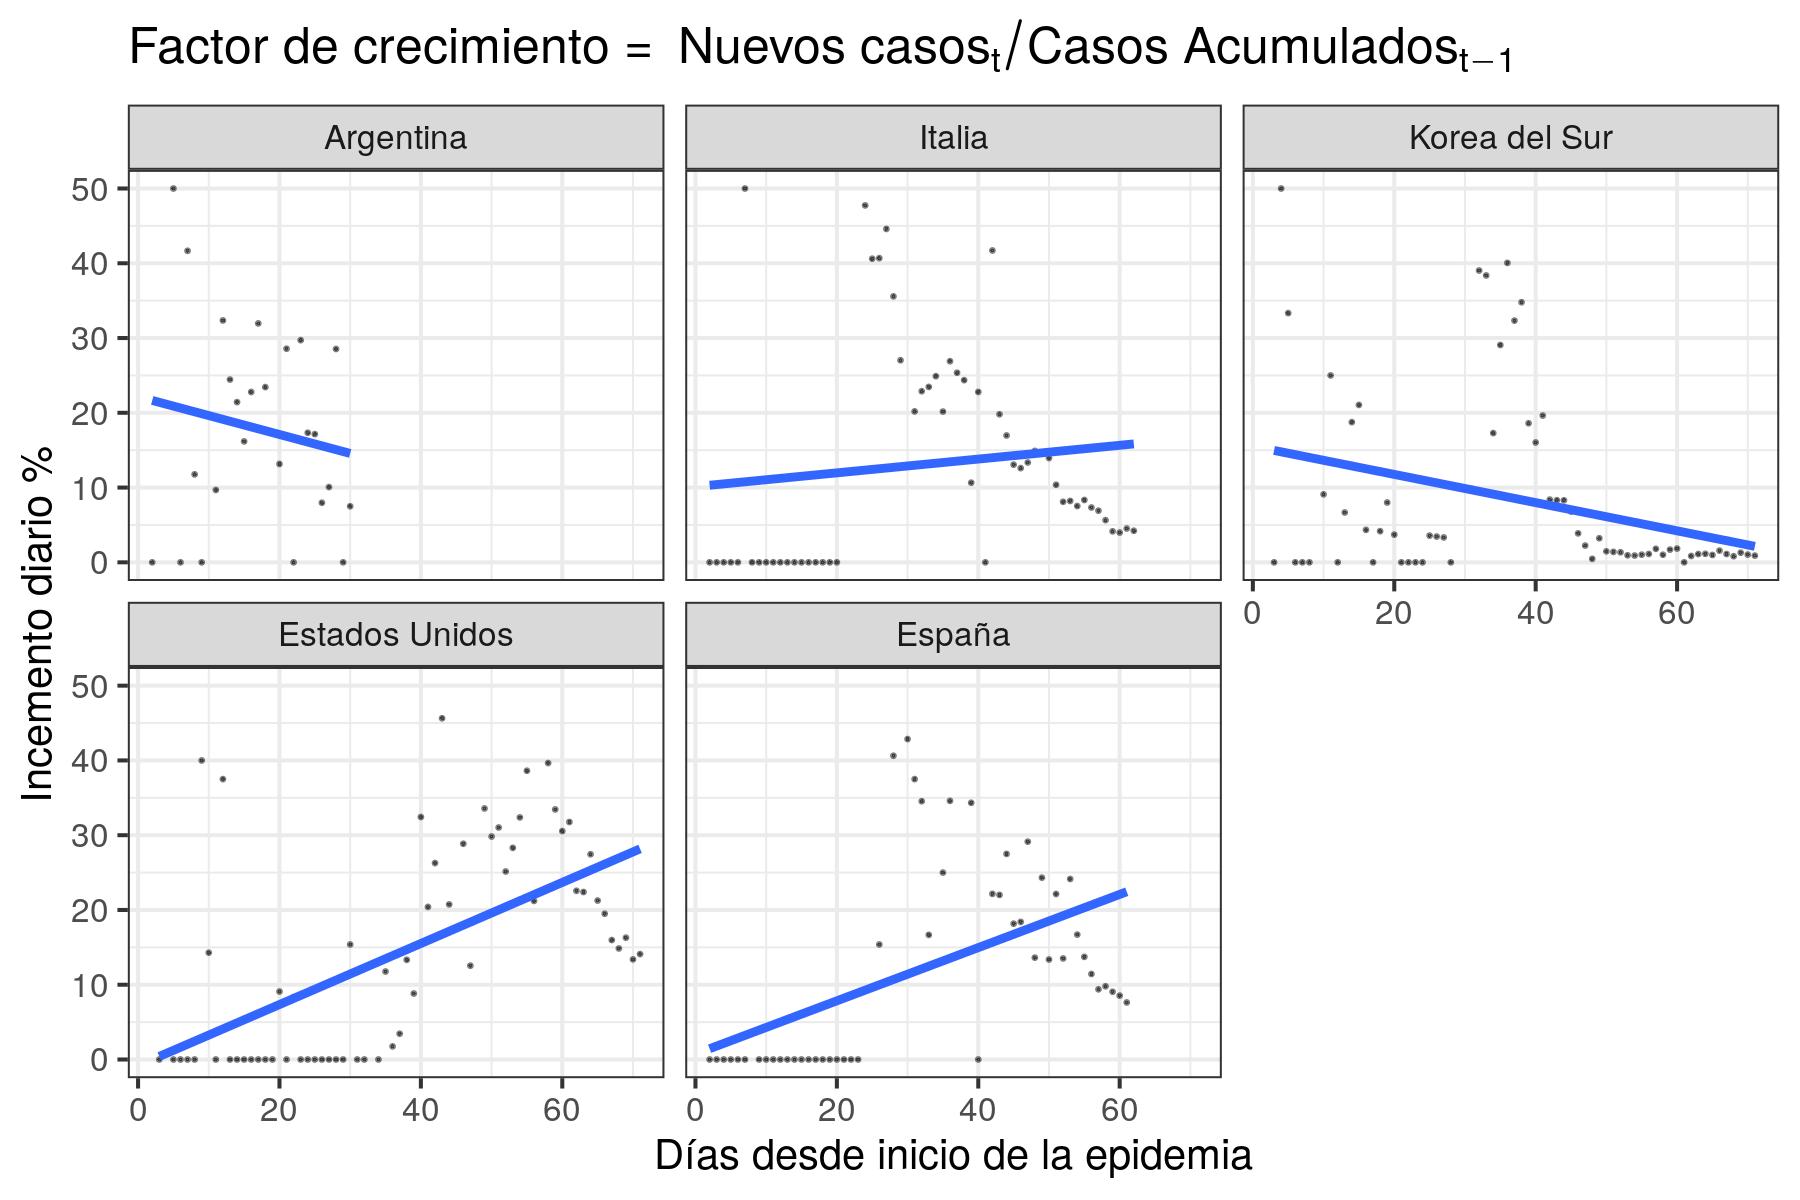 Factor de crecimiento = Nuevos casos_t/Casos Acumulados_t−1
Argentina
Italia
Korea del Sur
50
40
30
20
10
0
0 20 40 60
Estados Unidos
España
50
40
30
20
10
0
0 20 40 60
0 20 40 60
Incemento diario %
Días desde inicio de la epidemia